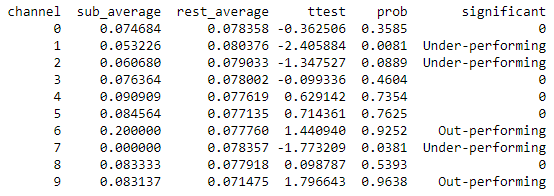 channel sub_average rest_average ttest prob significant
0 0.074684 0.078358 -0.362506 0.3585 0
1 0.053226 0.080376 -2.405884 0.0081 Under-performing
2 0.060680 0.079033 -1.347527 0.0889 Under-performing
3 0.076364 0.078002 -0.099336 0.4604 0
4 0.090909 0.077619 0.629142 0.7354 0
5 0.084564 0.077135 0.714361 0.7625 0
6 0.200000 0.077760 1.440940 0.9252 Out-performing
7 0.000000 0.078357 -1.773209 0.0381 Under-performing
8 0.083333 0.077918 0.098787 0.5393 0
9 0.083137 0.071475 1.796643 0.9638 Out-performing